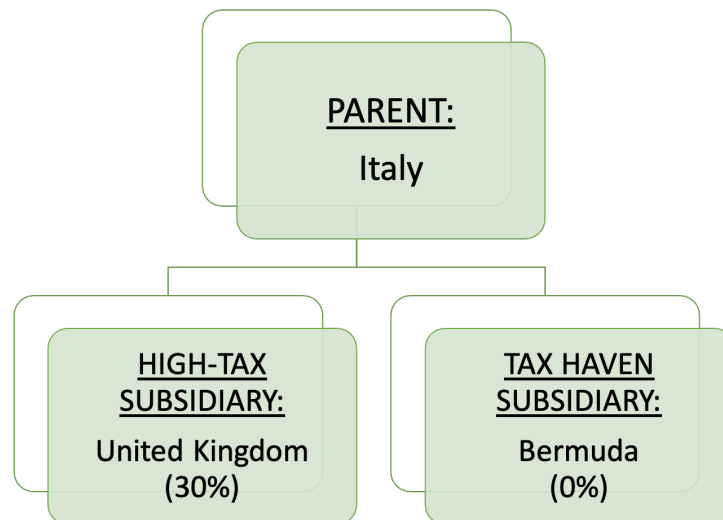 PARENT:
Italy
HIGH-TAX
SUBSIDIARY:
United Kingdom
(30%)
TAX HAVEN
SUBSIDIARY:
Bermuda
(0%)